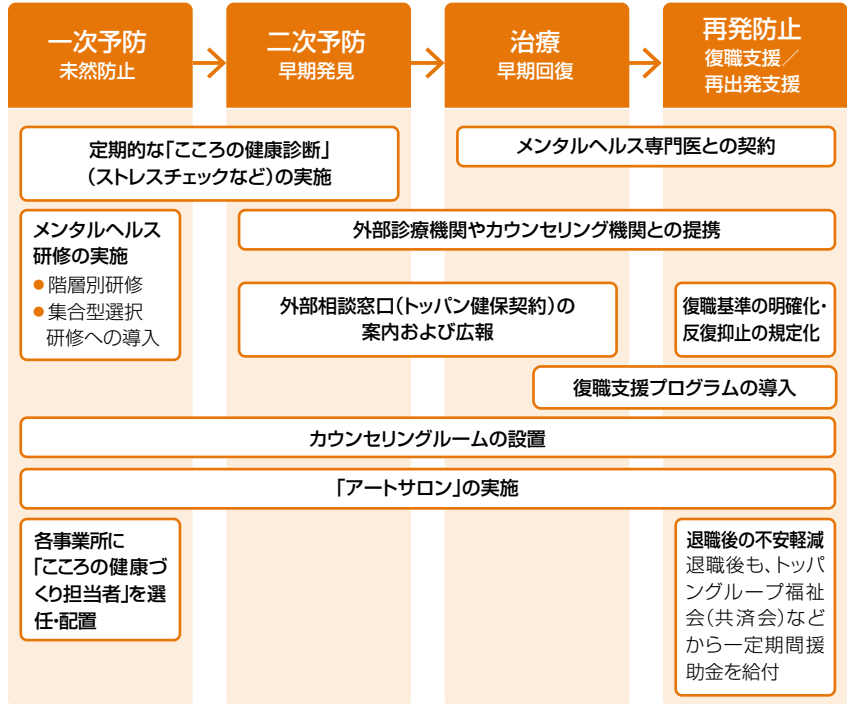 一次予防
未然防止
二次予防
早期発見
治療
早期回復
再発防止
復職支援／
再出発支援
定期的な「こころの健康診断」
（ストレスチェックなど）の実施
メンタルヘルス専門医との契約
メンタルヘルス
研修の実施
●階層別研修
●集合型選択
研修への導入
外部診療機関やカウンセリング機関との提携
外部相談窓口（トッパン健保契約）の
案内および広報
復職基準の明確化・
反復抑止の規定化
復職支援プログラムの導入
カウンセリングルームの設置
「アートサロン」の実施
各事業所に
「こころの健康づ
くり担当者」を選
任・配置
退職後の不安軽減
退職後も、トッパ
ングループ福祉
会（共済会）など
から一定期間援
助金を給付